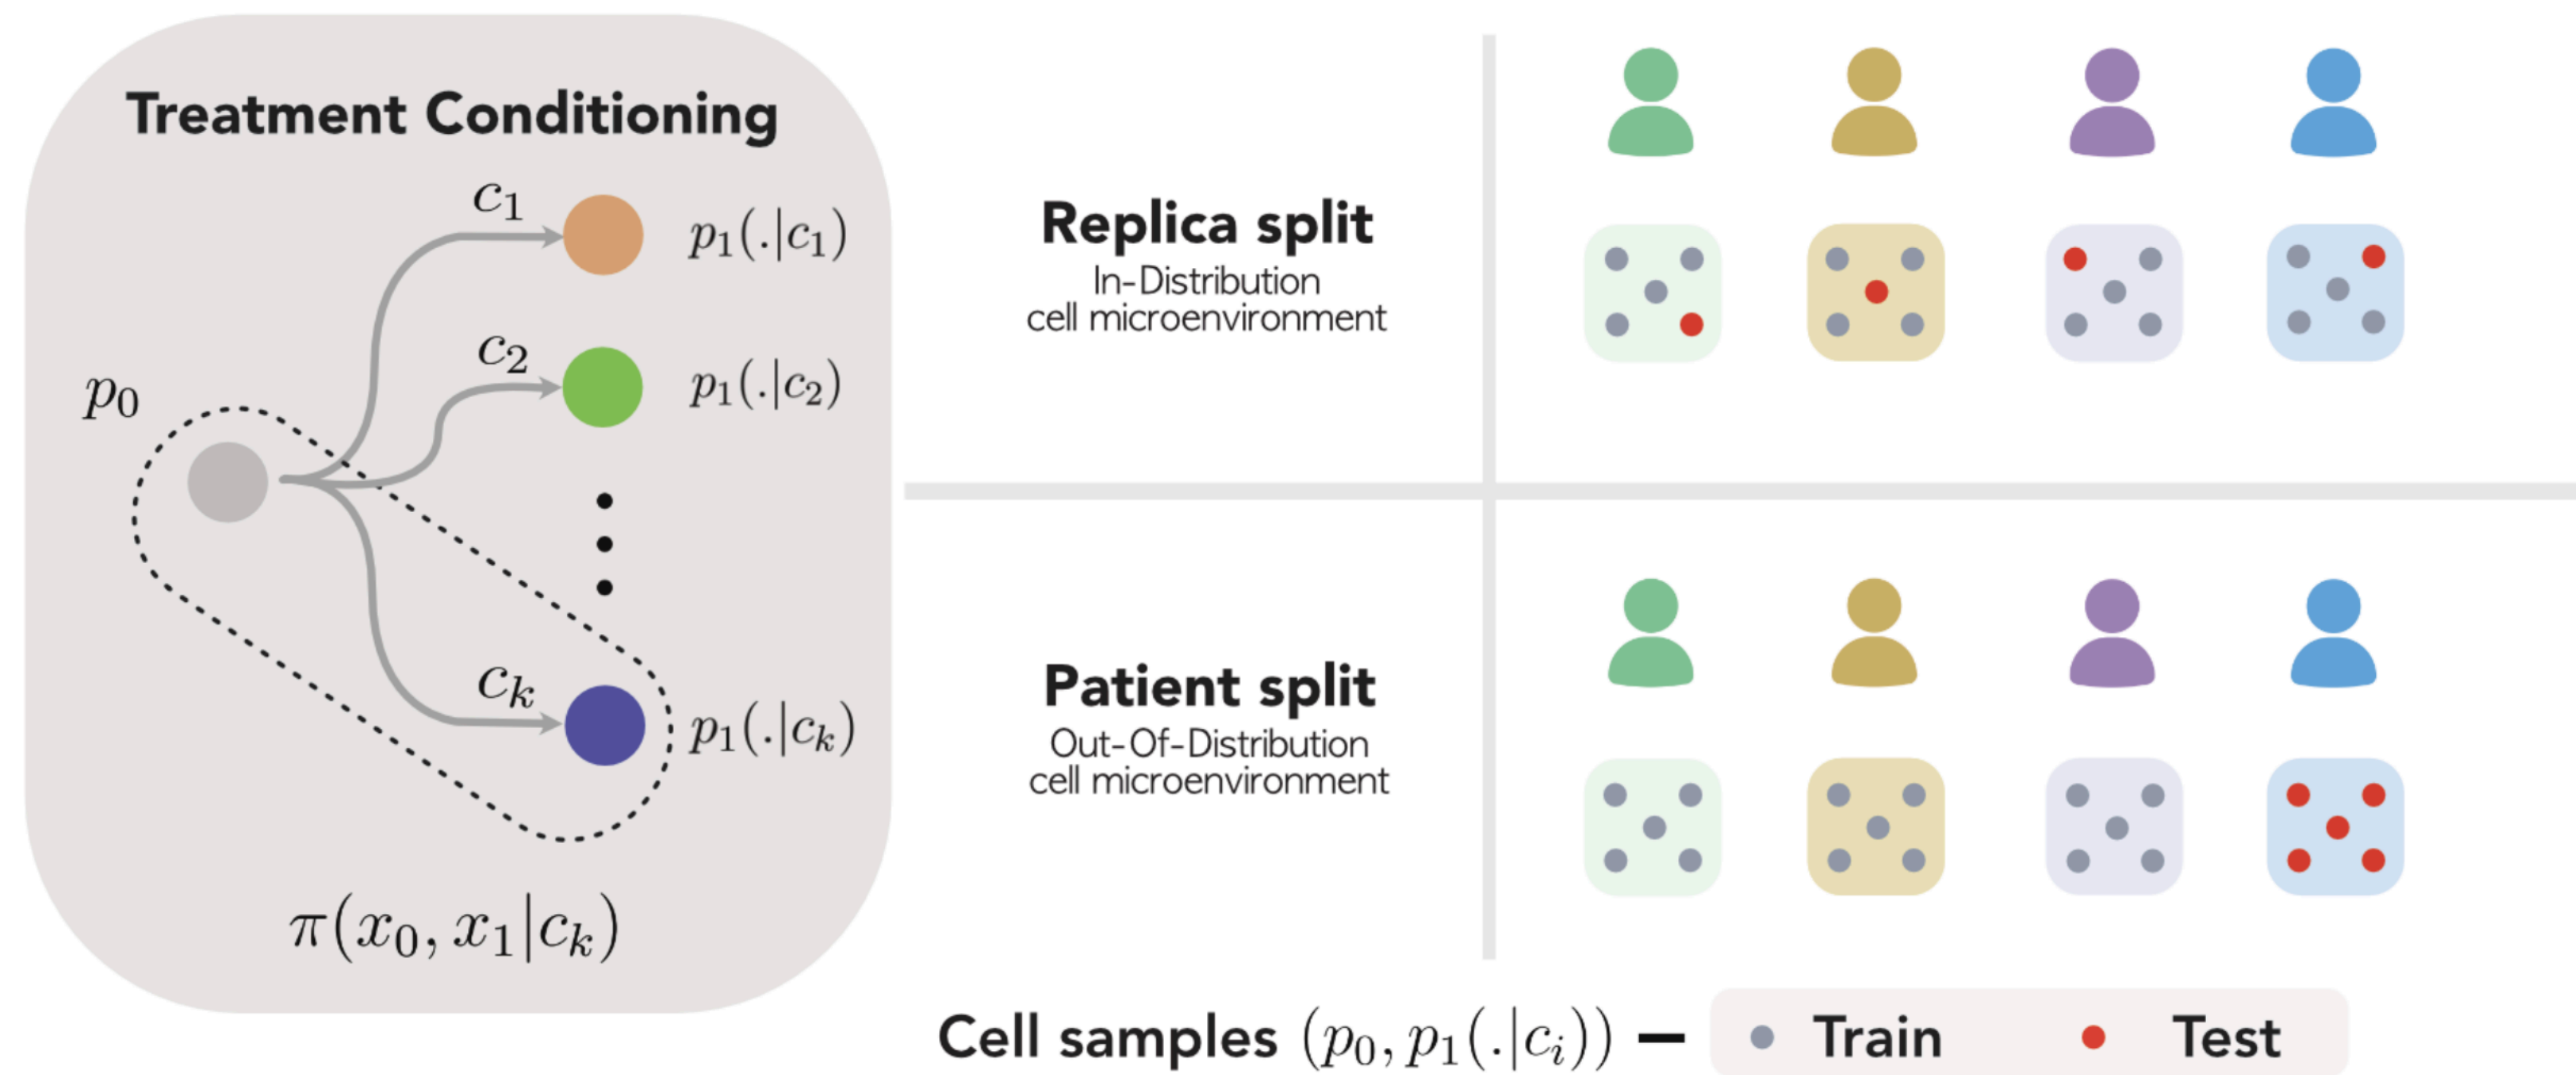 Treatment Conditioning
c₁
p₁(.|c₁)
c₂
p₁(.|c₂)
p₀
cₖ
p₁(.|cₖ)
π(x₀, x₁|cₖ)
Replica split
In-Distribution
cell microenvironment
Patient split
Out-Of-Distribution
cell microenvironment
Cell samples (p₀, p₁(.|cᵢ)) — Train Test